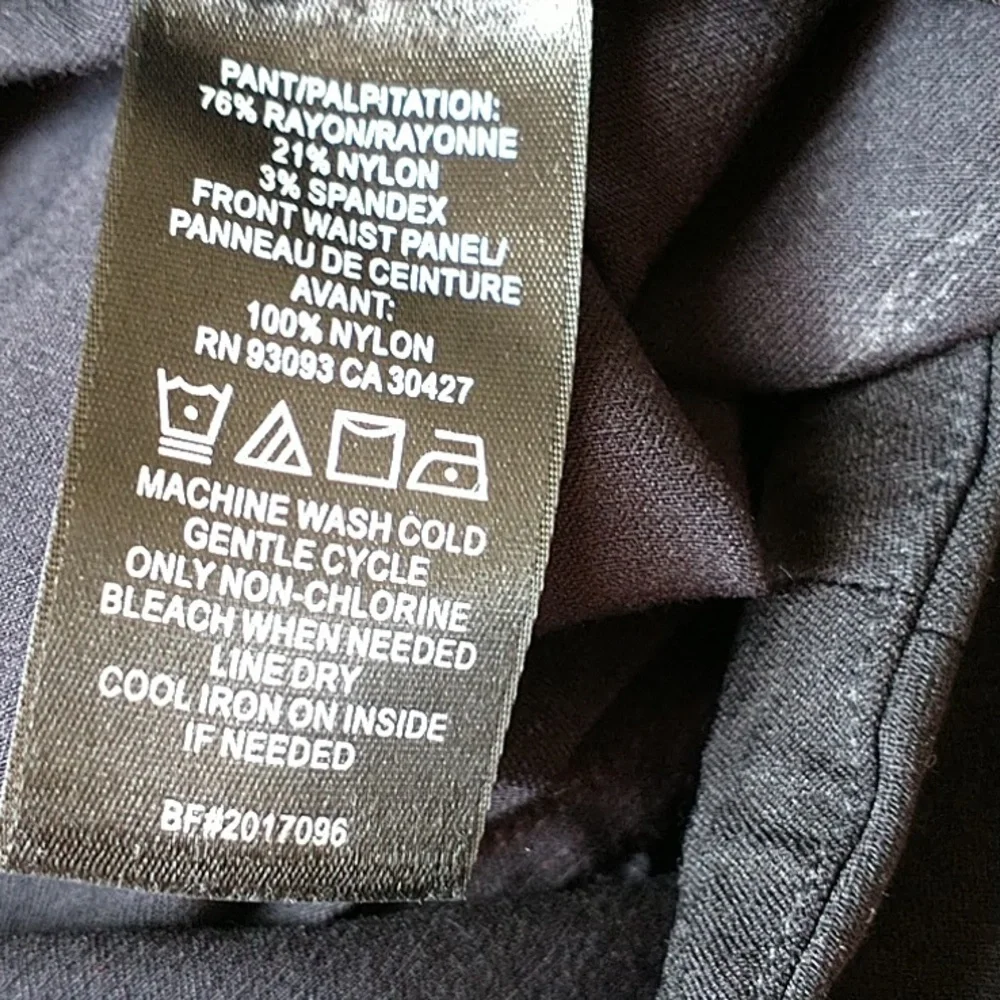 PANT/PALPITATION:
76% RAYON/RAYONNE
21% NYLON
3% SPANDEX
FRONT WAIST PANEL/
PANNEAU DE CEINTURE
AVANT:
100% NYLON
RN 93093 CA 30427
MACHINE WASH COLD
GENTLE CYCLE
ONLY NON-CHLORINE
BLEACH WHEN NEEDED
LINE DRY
COOL IRON ON INSIDE
IF NEEDED
BF#2017096